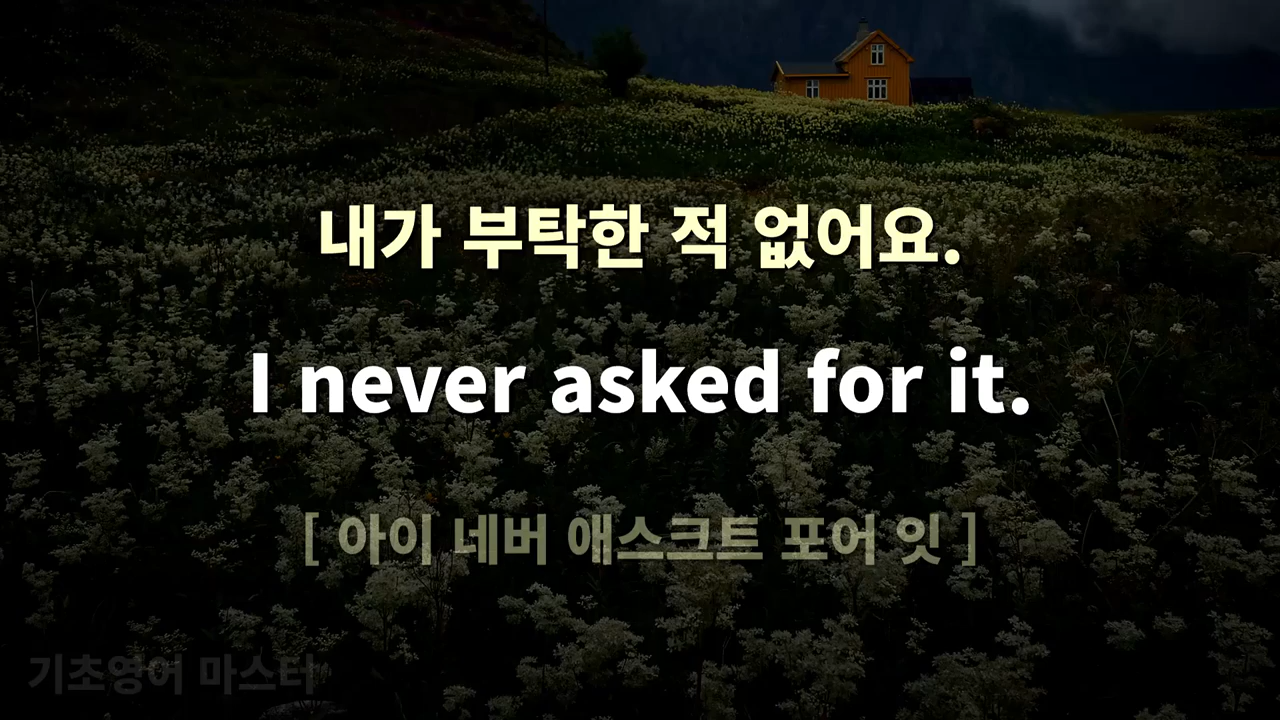 내가 부탁한 적 없어요.
I never asked for it.
[ 아이 네버 애스크트 포어 잇 ]
기초영어 마스터